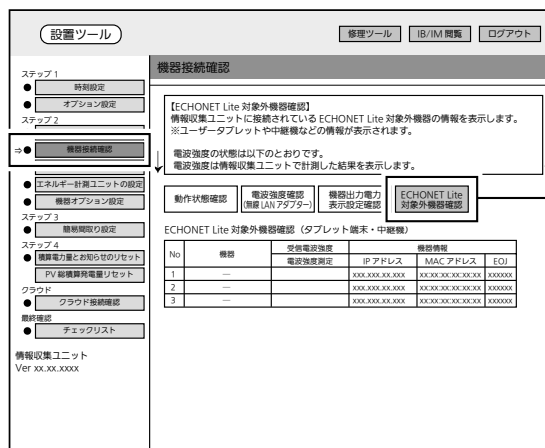 設置ツール
修理ツール
IB/IM 閲覧
ログアウト
ステップ 1
● 時刻設定
● オプション設定
ステップ 2
⇒● 機器接続確認
● エネルギー計測ユニットの設定
● 機器オプション設定
ステップ 3
● 簡易間取り設定
ステップ 4
● 積算電力量とお知らせのリセット
PV 総積算発電量リセット
クラウド
● クラウド接続確認
最終確認
● チェックリスト
情報収集ユニット
Ver xx.xx.xxxx
機器接続確認
【ECHONET Lite 対象外機器確認】
情報収集ユニットに接続されている ECHONET Lite 対象外機器の情報を表示します。
※ユーザータブレットや中継機などの情報が表示されます。
電波強度の状態は以下のとおりです。
電波強度は情報収集ユニットで計測した結果を表示します。
動作状態確認
電波強度確認
(無線 LAN アダプター)
機器出力電力
表示設定確認
ECHONET Lite
対象外機器確認
ECHONET Lite 対象外機器確認（タブレット端末・中継機）
No 機器 受信電波強度 機器情報
電波強度測定 IP アドレス MAC アドレス EOJ
1 － xxx.xxx.xx.xxx xx:xx:xx:xx:xx:xx xxxxxx
2 － xxx.xxx.xx.xxx xx:xx:xx:xx:xx:xx xxxxxx
3 － xxx.xxx.xx.xxx xx:xx:xx:xx:xx:xx xxxxxx